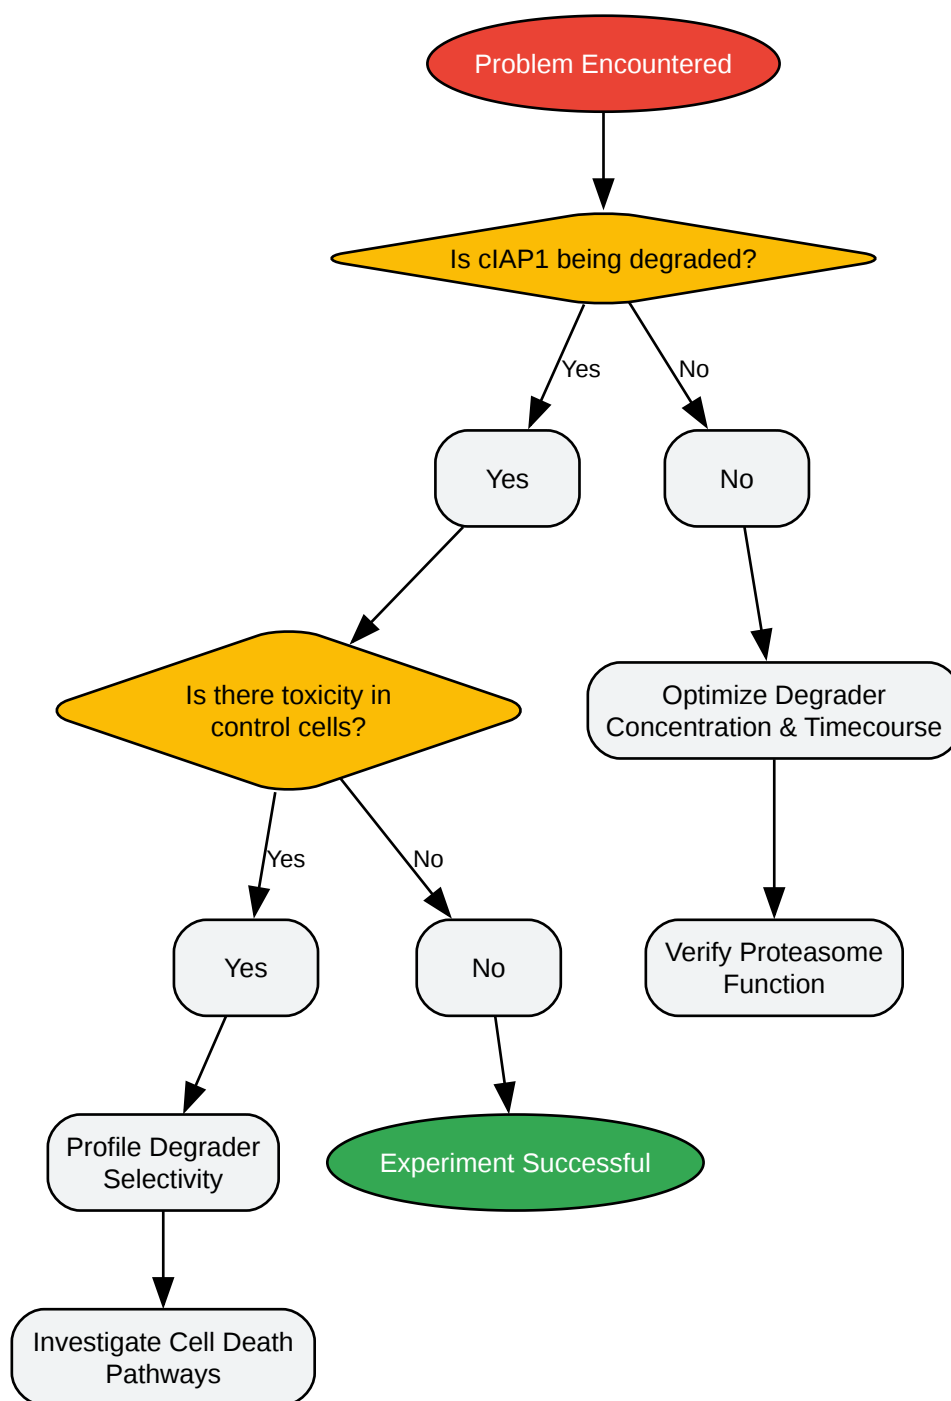 Problem Encountered
Is cIAP1 being degraded?
Yes
No
Yes
No
Is there toxicity in
control cells?
Optimize Degrader
Concentration & Timecourse
Yes
No
Yes
No
Verify Proteasome
Function
Profile Degrader
Selectivity
Experiment Successful
Investigate Cell Death
Pathways